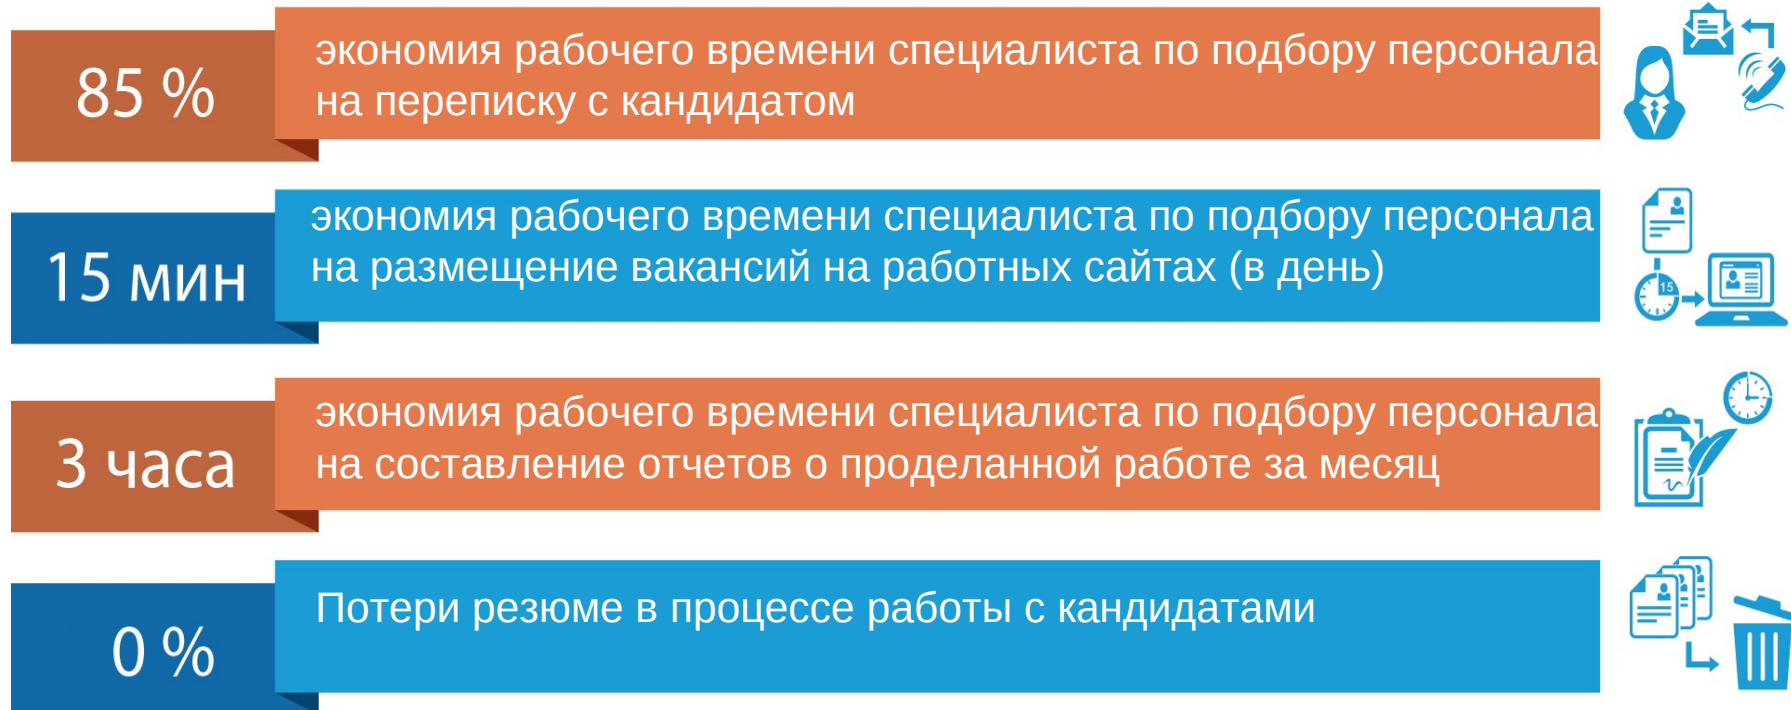 85 %
экономия рабочего времени специалиста по подбору персонала
на переписку с кандидатом
15 мин
экономия рабочего времени специалиста по подбору персонала
на размещение вакансий на работных сайтах (в день)
15
3 часа
экономия рабочего времени специалиста по подбору персонала
на составление отчетов о проделанной работе за месяц
0 %
Потери резюме в процессе работы с кандидатами